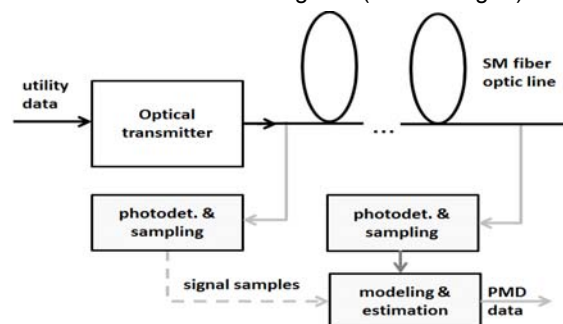 SM fiber
optic line
utility
data
Optical
transmitter
...
photodet. &
sampling
photodet. &
sampling
signal samples
modeling &
estimation
PMD
data